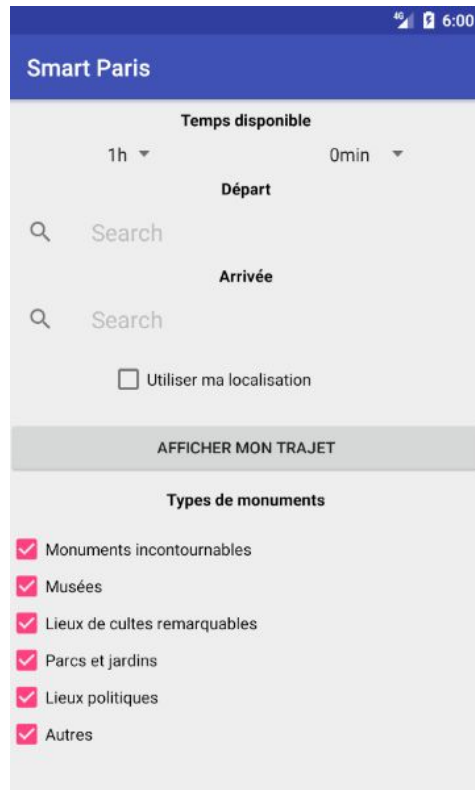 4G 6:00
Smart Paris
Temps disponible
1h 0min
Départ
Search
Arrivée
Search
Utiliser ma localisation
AFFICHER MON TRAJET
Types de monuments
Monuments incontournables
Musées
Lieux de cultes remarquables
Parcs et jardins
Lieux politiques
Autres